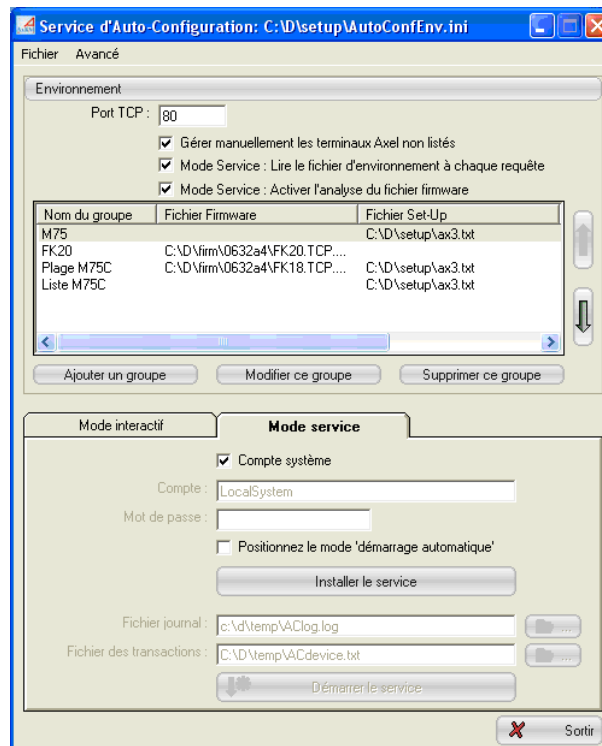 Service d'Auto-Configuration: C:\D\setup\AutoConfEnv.ini
Fichier Avancé
Environnement
Port TCP : 80
Gérer manuellement les terminaux Axel non listés
Mode Service : Lire le fichier d'environnement à chaque requête
Mode Service : Activer l'analyse du fichier firmware
Nom du groupe Fichier Firmware Fichier Set-Up
M75 C:\D\setup\ax3.txt
FK20 C:\D\firm\0632a4\FK20.TCP....
Plage M75C C:\D\firm\0632a4\FK18.TCP.... C:\D\setup\ax3.txt
Liste M75C C:\D\setup\ax3.txt
Ajouter un groupe Modifier ce groupe Supprimer ce groupe
Mode interactif Mode service
Compte système
Compte : LocalSystem
Mot de passe :
Positionnez le mode 'démarrage automatique'
Installer le service
Fichier journal : c:\d\temp\AClog.log ...
Fichier des transactions : C:\D\temp\ACdevice.txt ...
Démarrer le service
Sortir